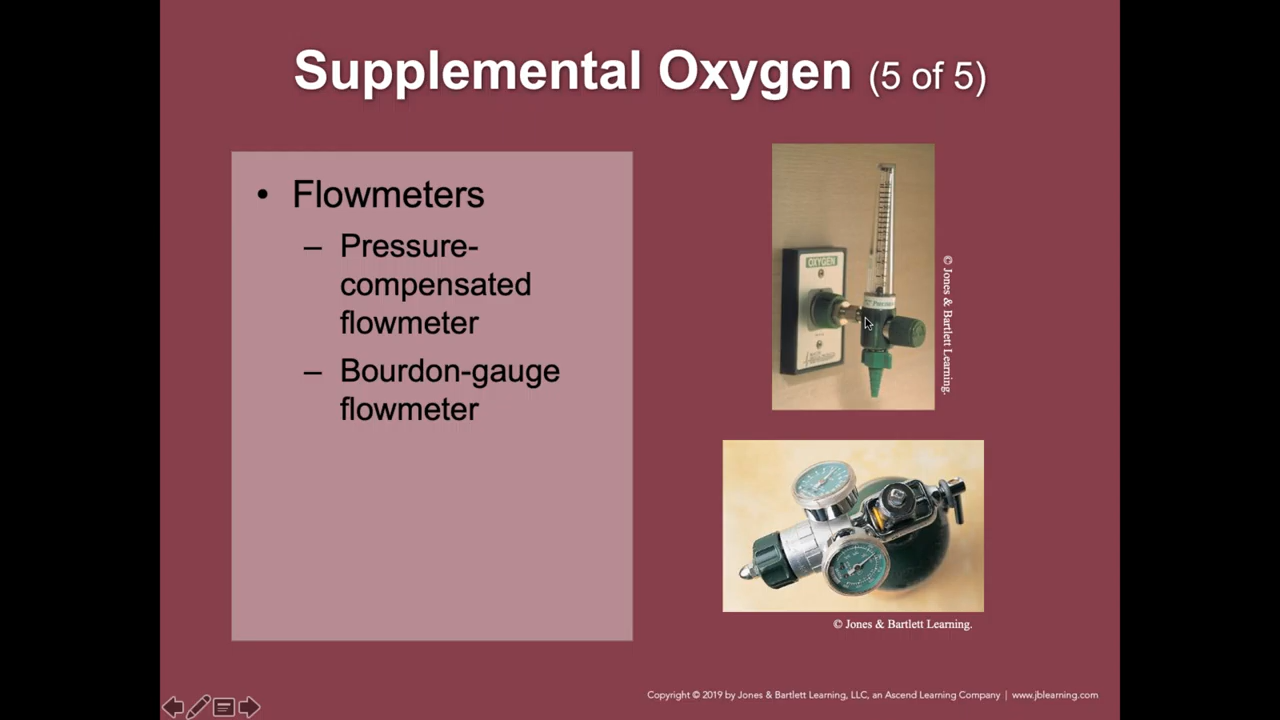 Supplemental Oxygen (5 of 5)
• Flowmeters
– Pressure-
compensated
flowmeter
– Bourdon-gauge
flowmeter
OXYGEN
© Jones & Bartlett Learning.
© Jones & Bartlett Learning.
Copyright © 2019 by Jones & Bartlett Learning, LLC, an Ascend Learning Company | www.jblearning.com